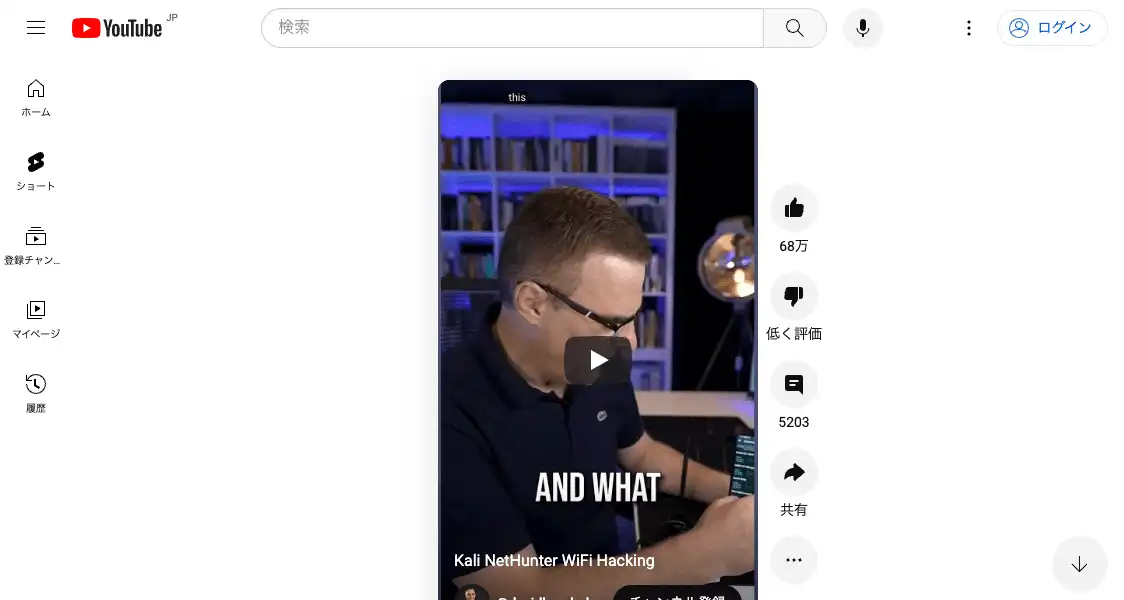 YouTube JP
検索
ログイン
ホーム
ショート
登録チャン...
マイページ
履歴
this
AND WHAT
Kali NetHunter WiFi Hacking
68万
低く評価
5203
共有